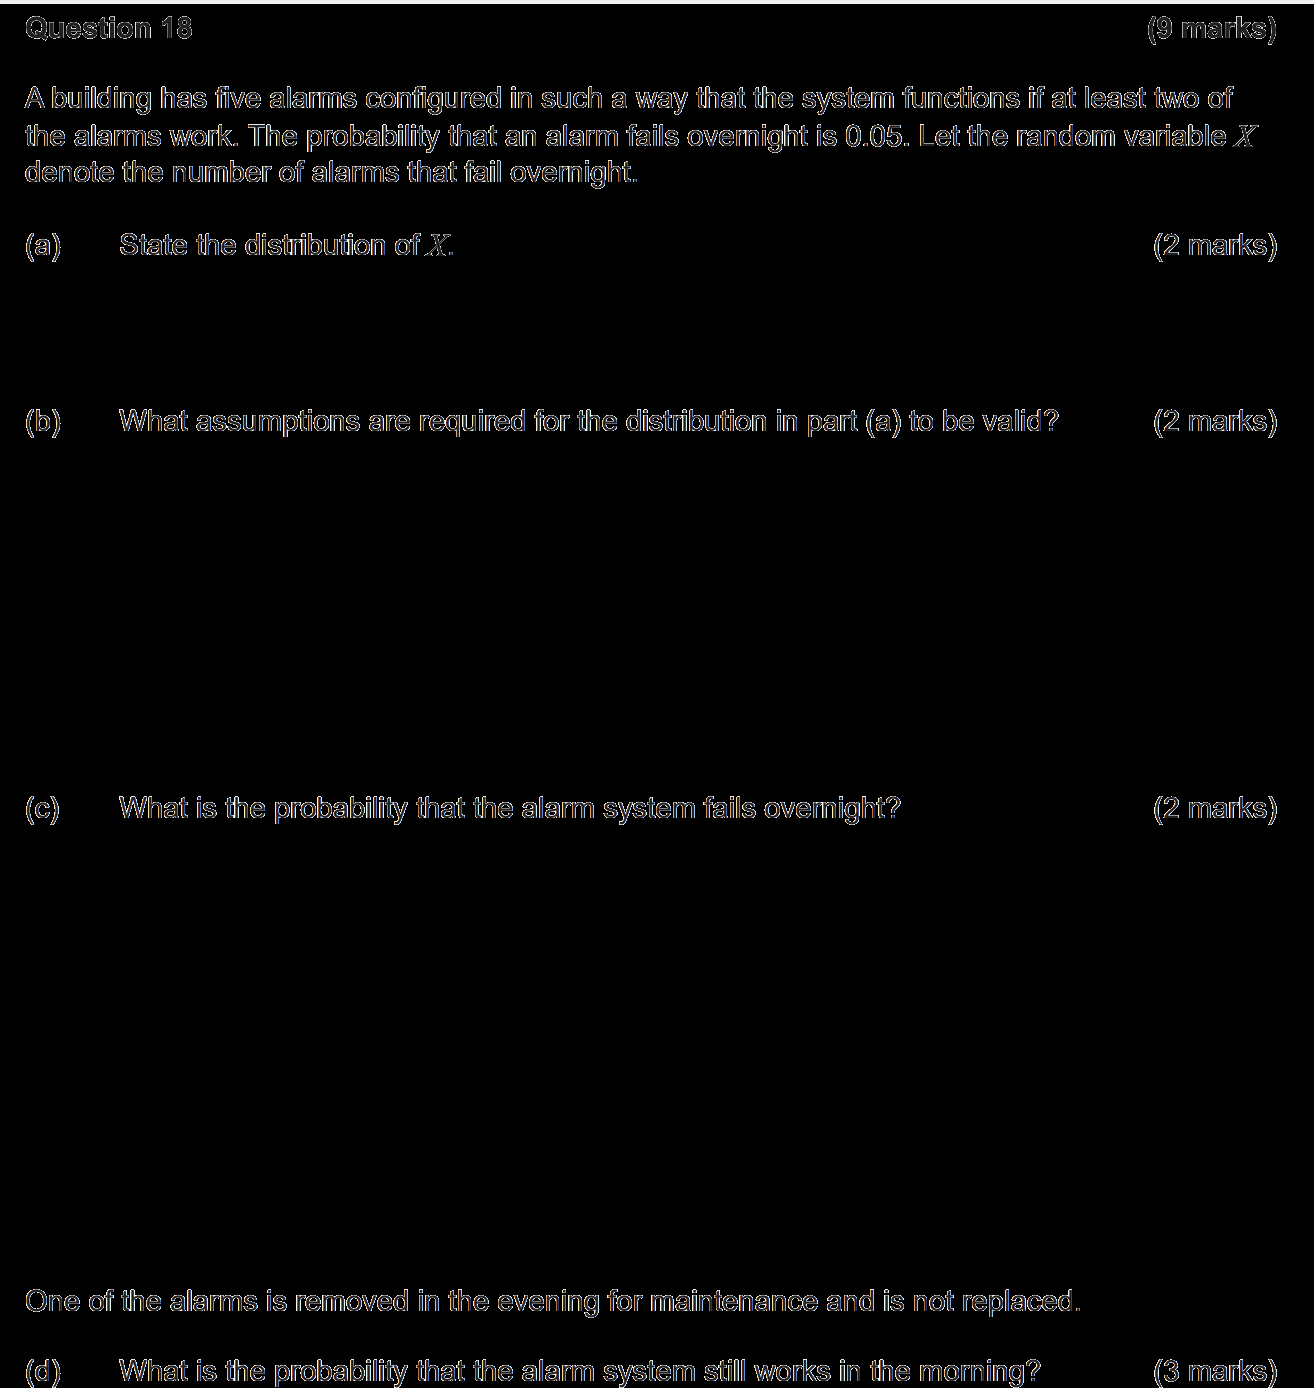 Question 18 (9 marks)
A building has five alarms configured in such a way that the system functions if at least two of
the alarms work. The probability that an alarm fails overnight is 0.05. Let the random variable X
denote the number of alarms that fail overnight.
(a) State the distribution of X. (2 marks)
(b) What assumptions are required for the distribution in part (a) to be valid? (2 marks)
(c) What is the probability that the alarm system fails overnight? (2 marks)
One of the alarms is removed in the evening for maintenance and is not replaced.
(d) What is the probability that the alarm system still works in the morning? (3 marks)